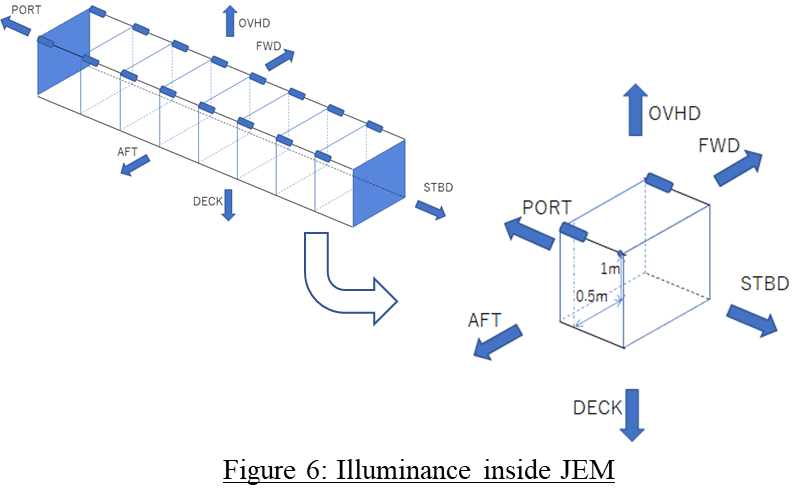 PORT
OVHD
FWD
AFT
DECK
STBD
OVHD
FWD
PORT
1m
0.5m
STBD
AFT
DECK
Figure 6: Illuminance inside JEM